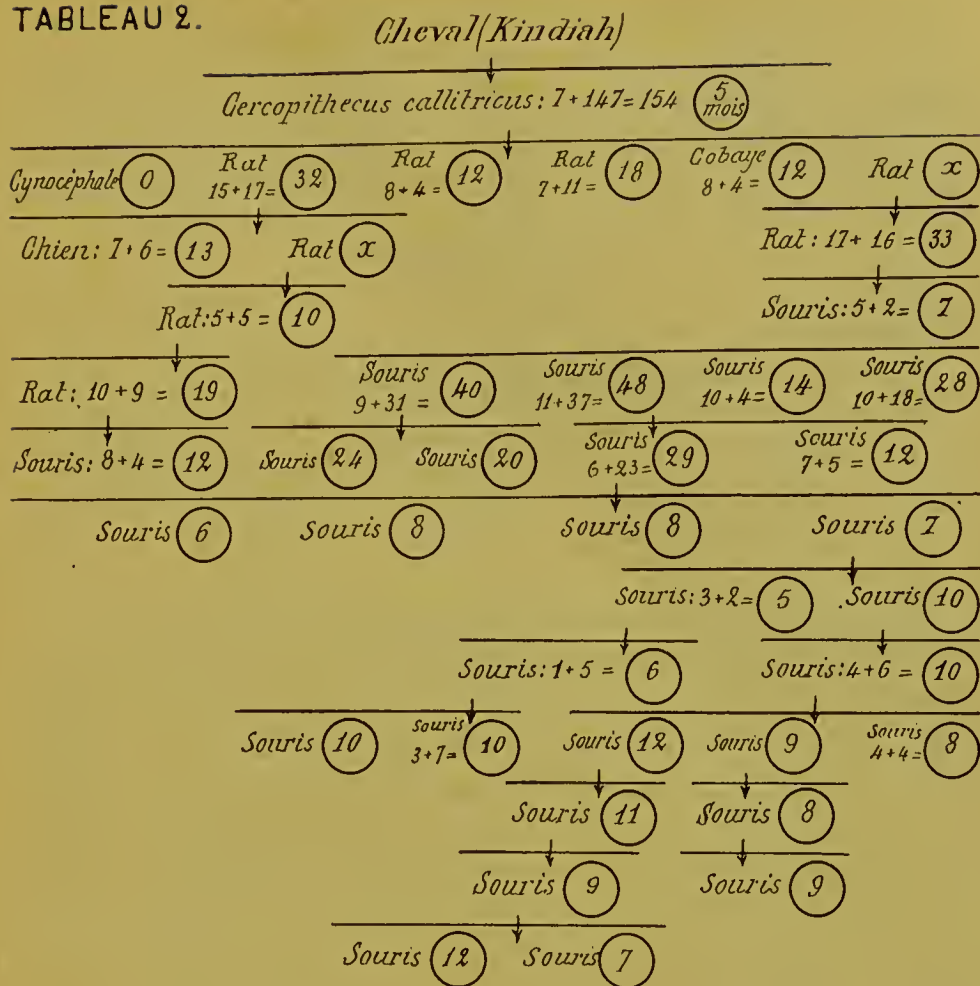 TABLEAU 2.
Cheval (Kindiah)
Cercopithecus callitricus: 7+147=154 5 mois
Cynocéphale 0 Rat 15+17= 32 Rat 8+4= 12 Rat 7+11= 18 Cobaye 8+4= 12 Rat x
Chien: 7+6= 13 Rat x Rat: 17+16= 33
Rat: 5+5= 10 Souris: 5+2= 7
Rat: 10+9= 19 Souris 9+31= 40 Souris 11+37= 48 Souris 10+4= 14 Souris 10+18= 28
Souris: 8+4= 12 Souris 24 Souris 20 Souris 6+23= 29 Souris 7+5= 12
Souris 6 Souris 8 Souris 8 Souris 7
Souris: 3+2= 5 Souris 10
Souris: 1+5= 6 Souris: 4+6= 10
Souris 10 Souris 3+7= 10 Souris 12 Souris 9 Souris 4+4= 8
Souris 11 Souris 8
Souris 9 Souris 9
Souris 12 Souris 7